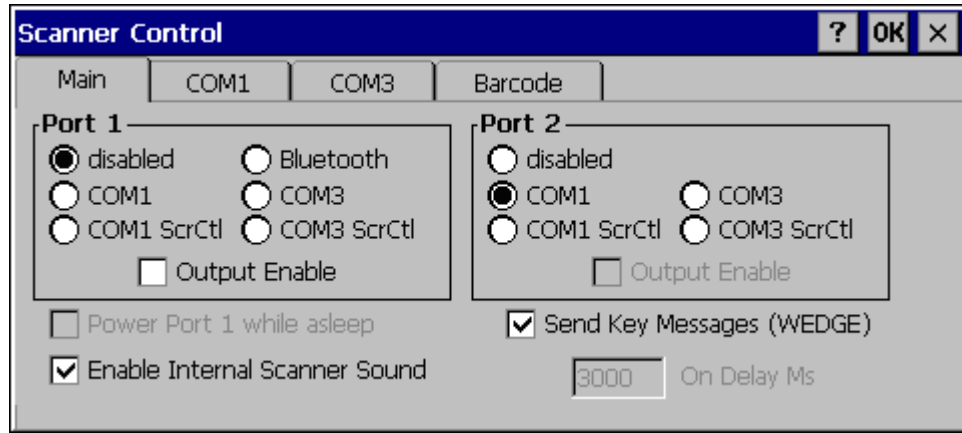 Scanner Control ? OK ×
Main COM1 COM3 Barcode
Port 1
disabled Bluetooth
COM1 COM3
COM1 ScrCtl COM3 ScrCtl
Output Enable
Port 2
disabled
COM1 COM3
COM1 ScrCtl COM3 ScrCtl
Output Enable
Power Port 1 while asleep
Send Key Messages (WEDGE)
Enable Internal Scanner Sound
3000 On Delay Ms